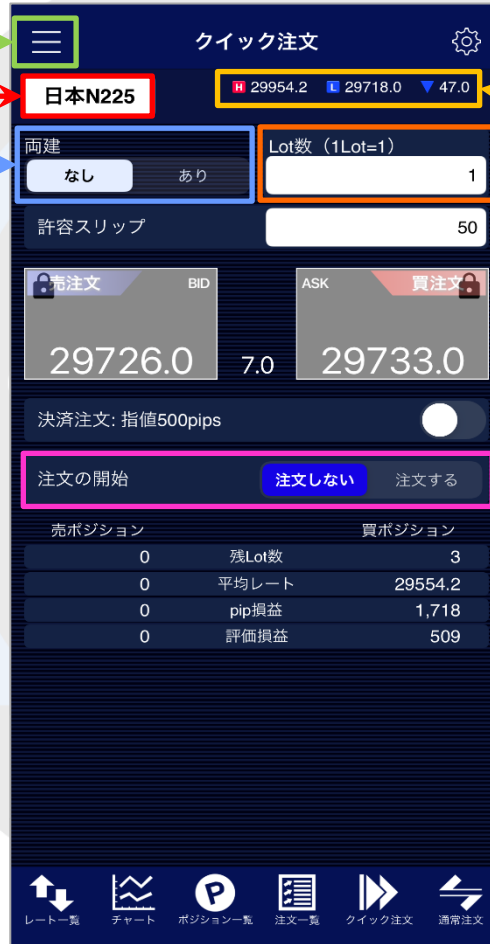 クイック注文
日本N225
H 29954.2 L 29718.0 ▼ 47.0
両建
なし あり
Lot数（1Lot=1）
1
許容スリップ 50
売注文 BID
29726.0
7.0
ASK 買注文
29733.0
決済注文: 指値500pips
注文の開始 注文しない 注文する
売ポジション 買ポジション
0 残Lot数 3
0 平均レート 29554.2
0 pip損益 1,718
0 評価損益 509
レート一覧 チャート P ポジション一覧 注文一覧 クイック注文 通常注文